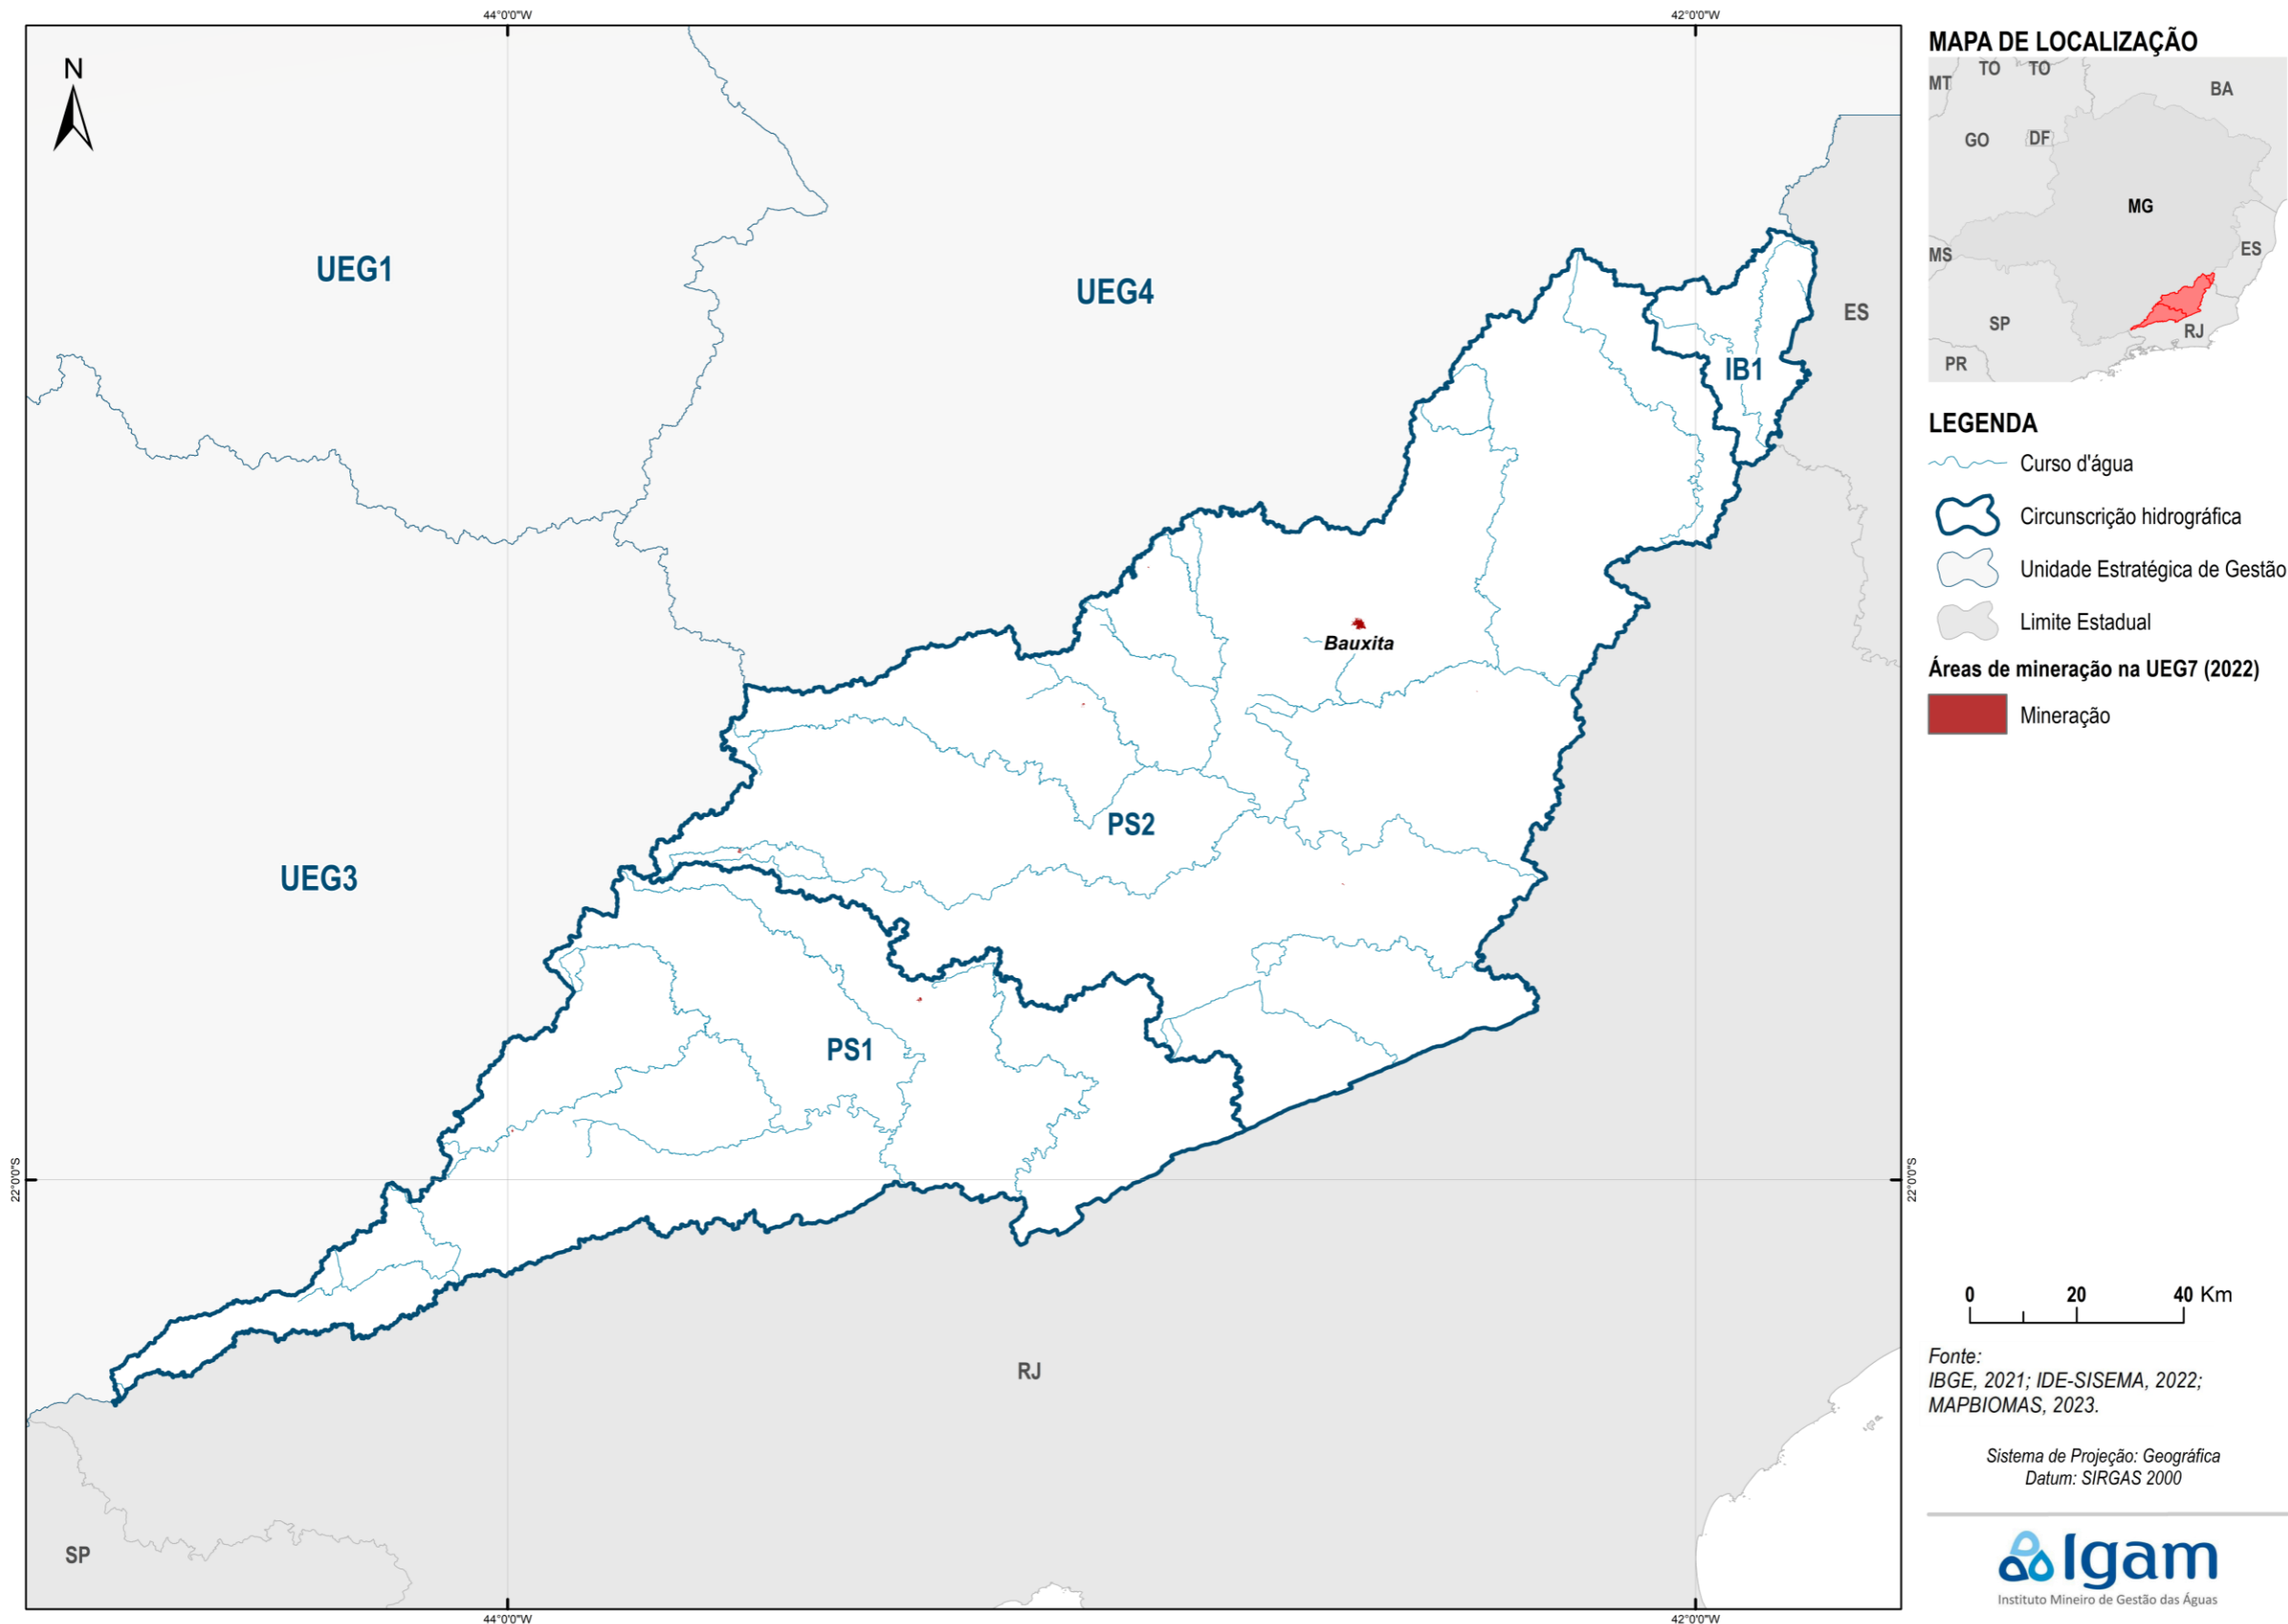 44°0'0"W
42°0'0"W
N
UEG1
UEG4
ES
IB1
Bauxita
PS2
UEG3
PS1
22°0'0"S
22°0'0"S
RJ
SP
44°0'0"W
42°0'0"W
MAPA DE LOCALIZAÇÃO
TO
TO
MT
BA
GO
DF
MG
MS
ES
SP
RJ
PR
LEGENDA
Curso d'água
Circunscrição hidrográfica
Unidade Estratégica de Gestão
Limite Estadual
Áreas de mineração na UEG7 (2022)
Mineração
0 20 40 Km
Fonte:
IBGE, 2021; IDE-SISEMA, 2022;
MAPBIOMAS, 2023.
Sistema de Projeção: Geográfica
Datum: SIRGAS 2000
Igam
Instituto Mineiro de Gestão das Águas